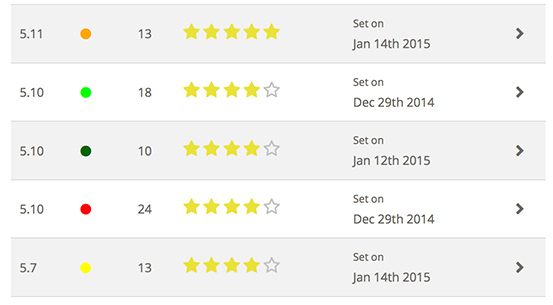 5.11 13 Set on
Jan 14th 2015
5.10 18 Set on
Dec 29th 2014
5.10 10 Set on
Jan 12th 2015
5.10 24 Set on
Dec 29th 2014
5.7 13 Set on
Jan 14th 2015